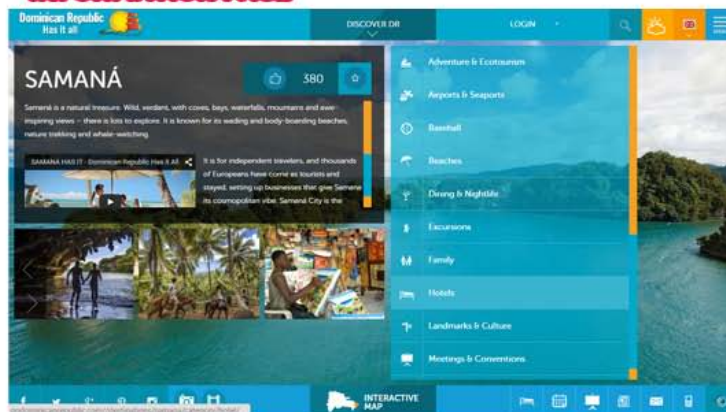 Dominican Republic
Has it all
DISCOVER DR
LOGIN
SAMANÁ
380
Samaná is a natural treasure. Wild, verdant, with coves, bays, waterfalls, mountains and awe-
inspiring views – there is lots to explore. It is known for its wading and body-boarding beaches,
nature trekking and whale-watching.
SAMANA HAS IT - Dominican Republic Has It All
It is for independent travelers, and thousands
of Europeans have come as tourists and
stayed, setting up businesses that give Samaná
its cosmopolitan vibe. Samaná City is the
Adventure & Ecotourism
Airports & Seaports
Baseball
Beaches
Dining & Nightlife
Excursions
Family
Hotels
Landmarks & Culture
Meetings & Conventions
INTERACTIVE
MAP